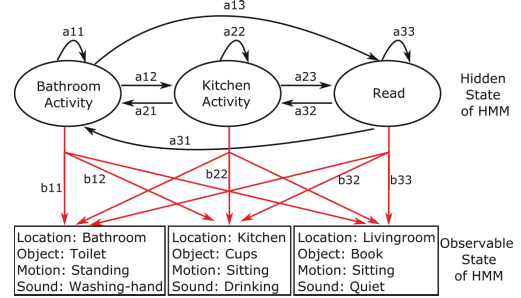 a13
a11
a22
a33
Bathroom
Activity
a12
a21
Kitchen
Activity
a23
a32
Read
Hidden
State
of HMM
a31
b11
b12
b22
b32
b33
Location: Bathroom
Object: Toilet
Motion: Standing
Sound: Washing-hand
Location: Kitchen
Object: Cups
Motion: Sitting
Sound: Drinking
Location: Livingroom
Object: Book
Motion: Sitting
Sound: Quiet
Observable
State
of HMM